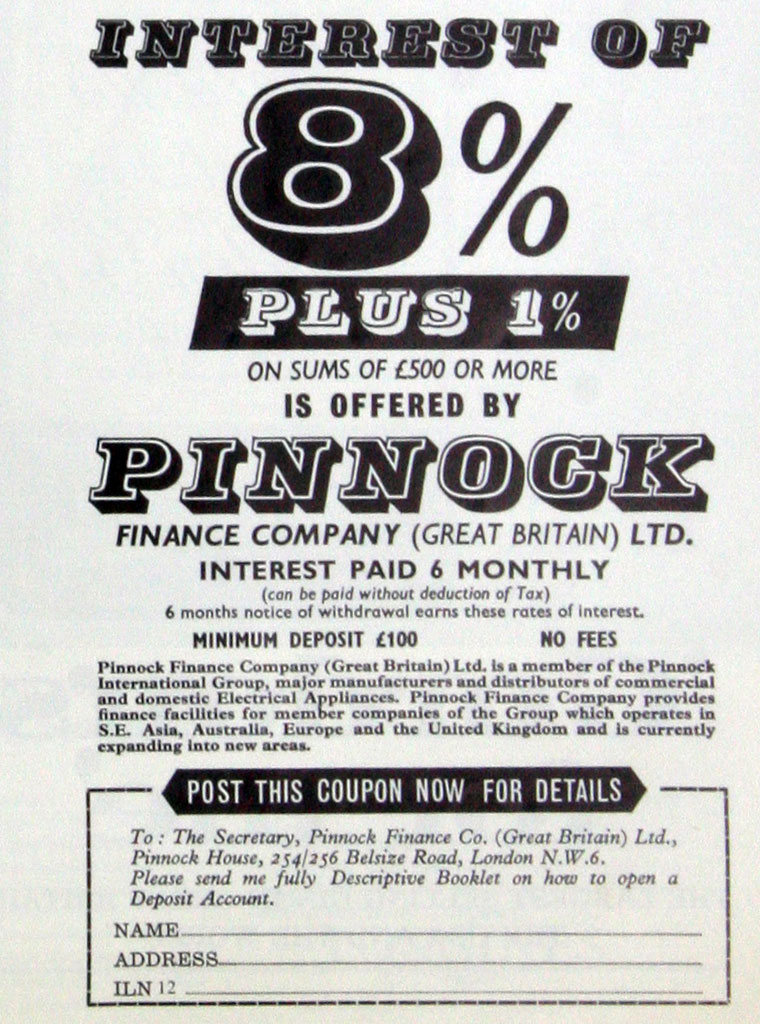 INTEREST OF
8%
PLUS 1%
ON SUMS OF £500 OR MORE
IS OFFERED BY
PINNOCK
FINANCE COMPANY (GREAT BRITAIN) LTD.
INTEREST PAID 6 MONTHLY
(can be paid without deduction of Tax)
6 months notice of withdrawal earns these rates of interest.
MINIMUM DEPOSIT £100 NO FEES
Pinnock Finance Company (Great Britain) Ltd. is a member of the Pinnock
International Group, major manufacturers and distributors of commercial
and domestic Electrical Appliances. Pinnock Finance Company provides
finance facilities for member companies of the Group which operates in
S.E. Asia, Australia, Europe and the United Kingdom and is currently
expanding into new areas.
POST THIS COUPON NOW FOR DETAILS
To : The Secretary, Pinnock Finance Co. (Great Britain) Ltd.,
Pinnock House, 254/256 Belsize Road, London N.W.6.
Please send me fully Descriptive Booklet on how to open a
Deposit Account.
NAME
ADDRESS
ILN 12